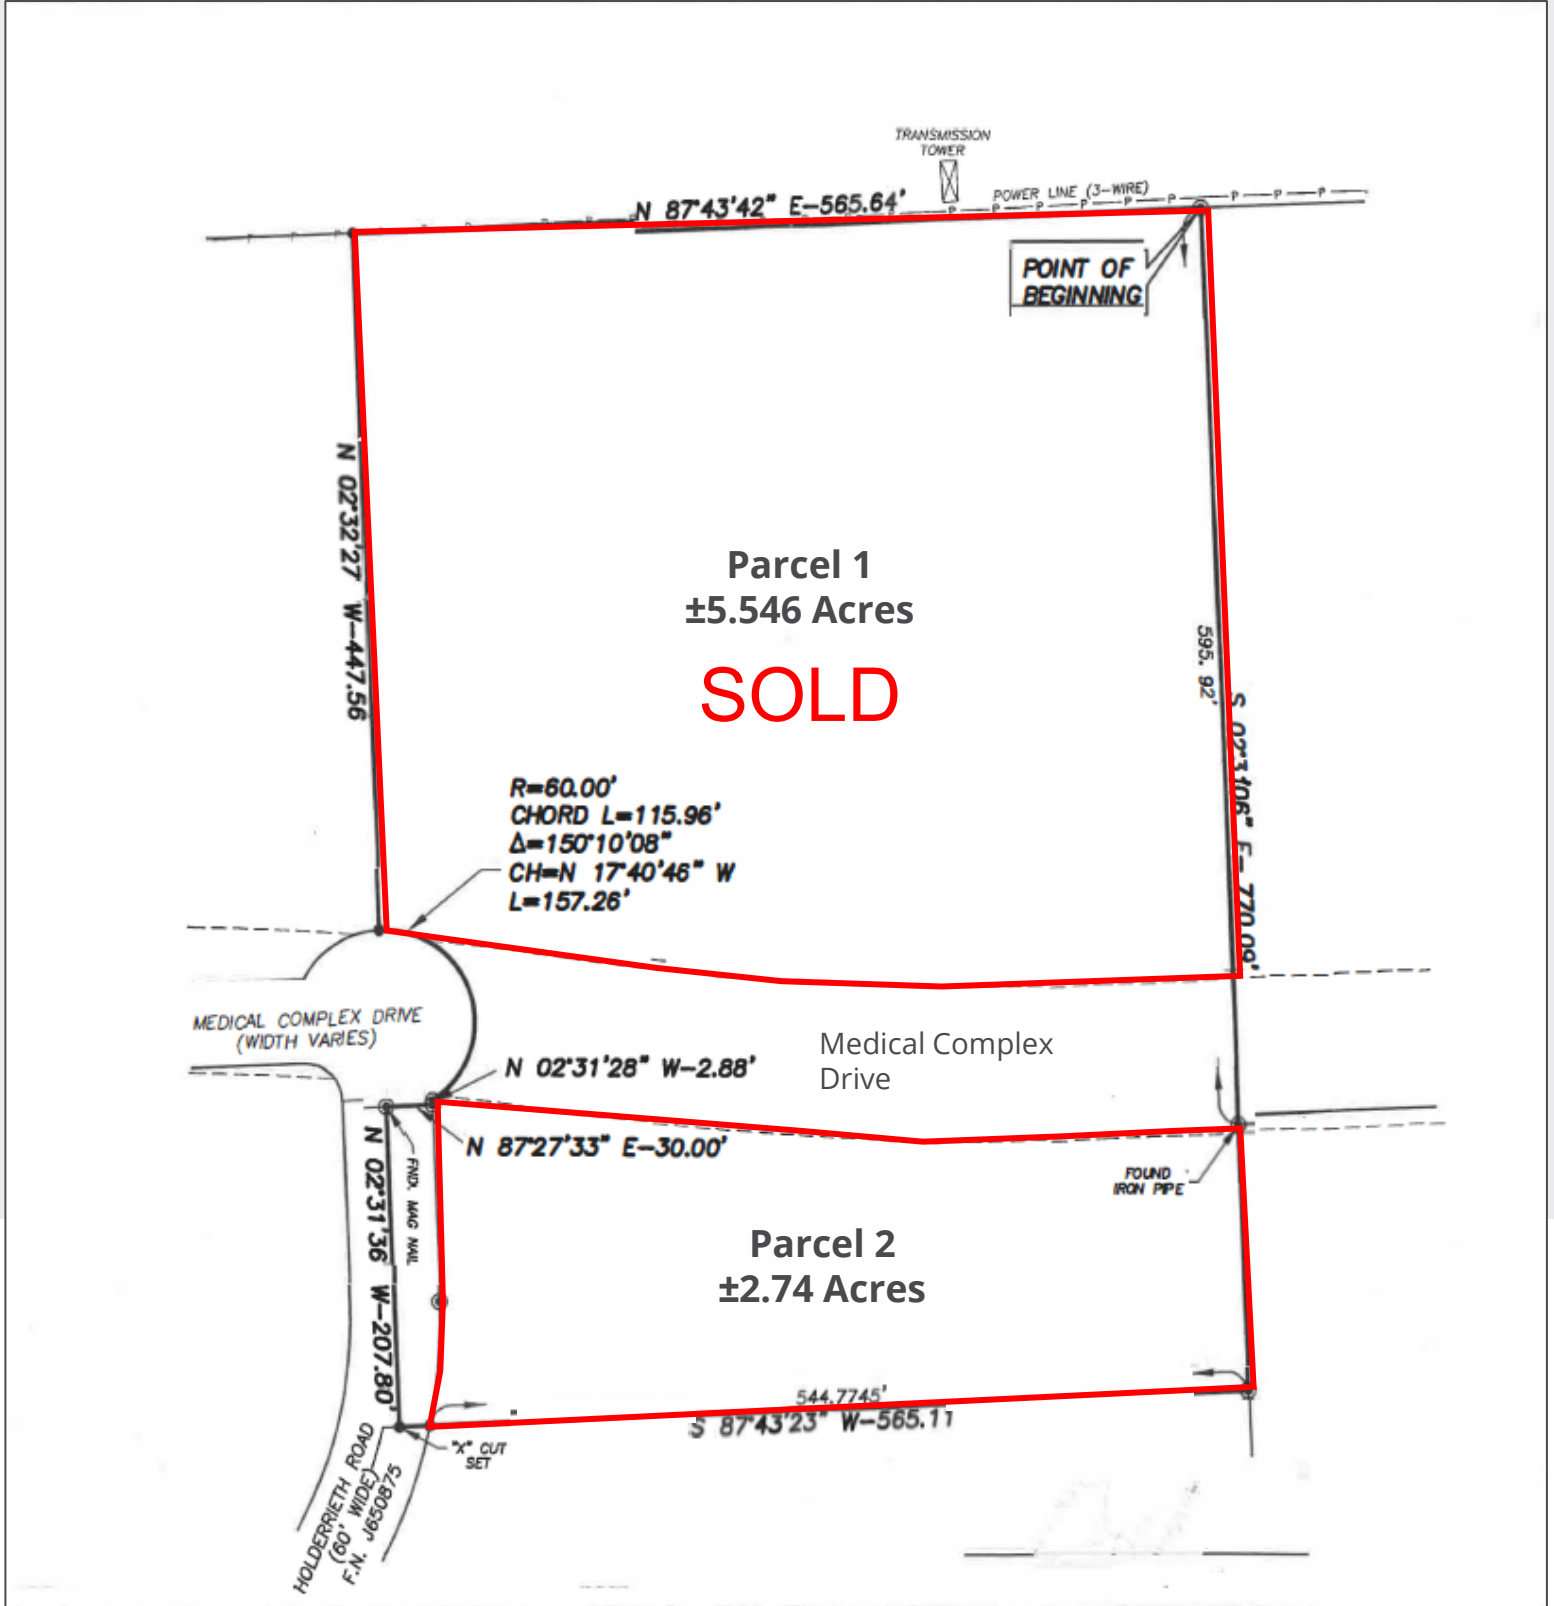 TRANSMISSION
TOWER
POWER LINE (3-WIRE)
N 87°43'42" E-565.64'
POINT OF
BEGINNING
N 02°32'27 W-447.56
Parcel 1
±5.546 Acres
SOLD
595.92'
S 02°31'06" E- 770.09'
R=60.00'
CHORD L=115.96'
Δ=150°10'08"
CH=N 17°40'46" W
L=157.26'
MEDICAL COMPLEX DRIVE
(WIDTH VARIES)
Medical Complex
Drive
N 02°31'28" W-2.88'
N 87°27'33" E-30.00'
N 02°31'36 W-207.80'
FND. MAG NAIL
FOUND
IRON PIPE
Parcel 2
±2.74 Acres
544.7745'
S 87°43'23" W-565.11
"X" CUT
SET
HOLDERRIETH ROAD
(60' WIDE)
F.N. J650875